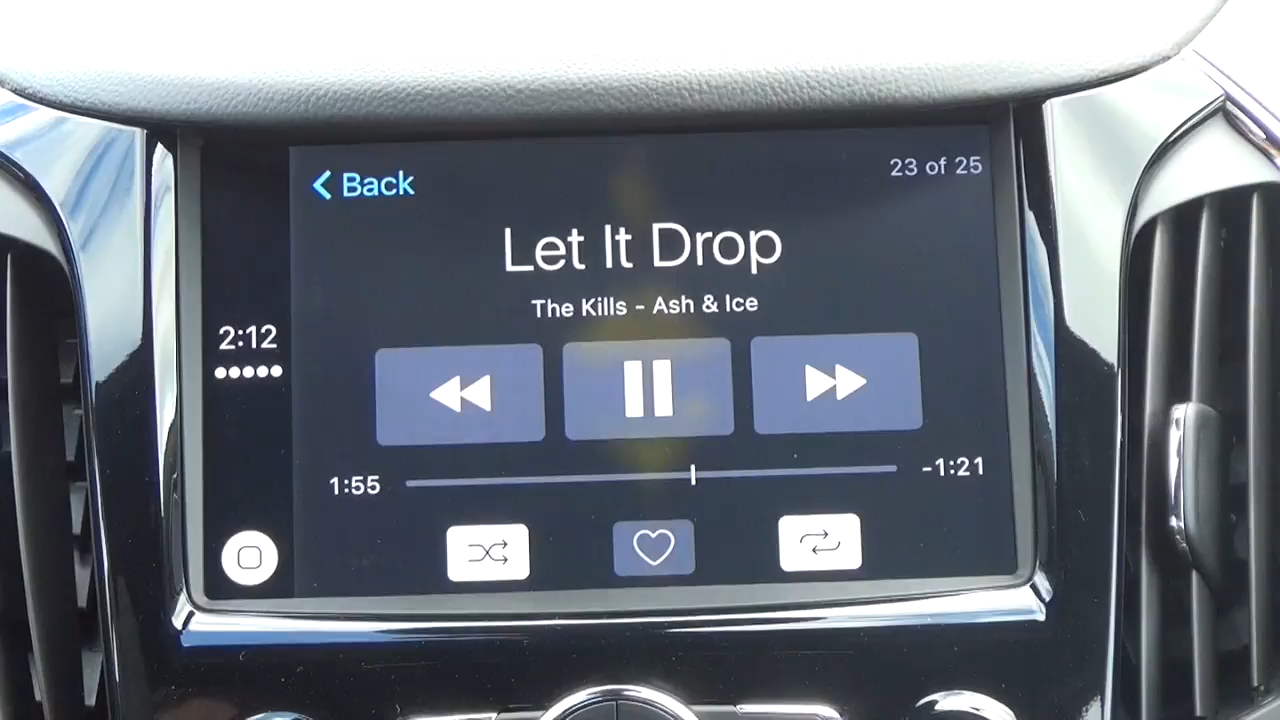 Back
23 of 25
Let It Drop
The Kills - Ash & Ice
2:12
1:55
-1:21